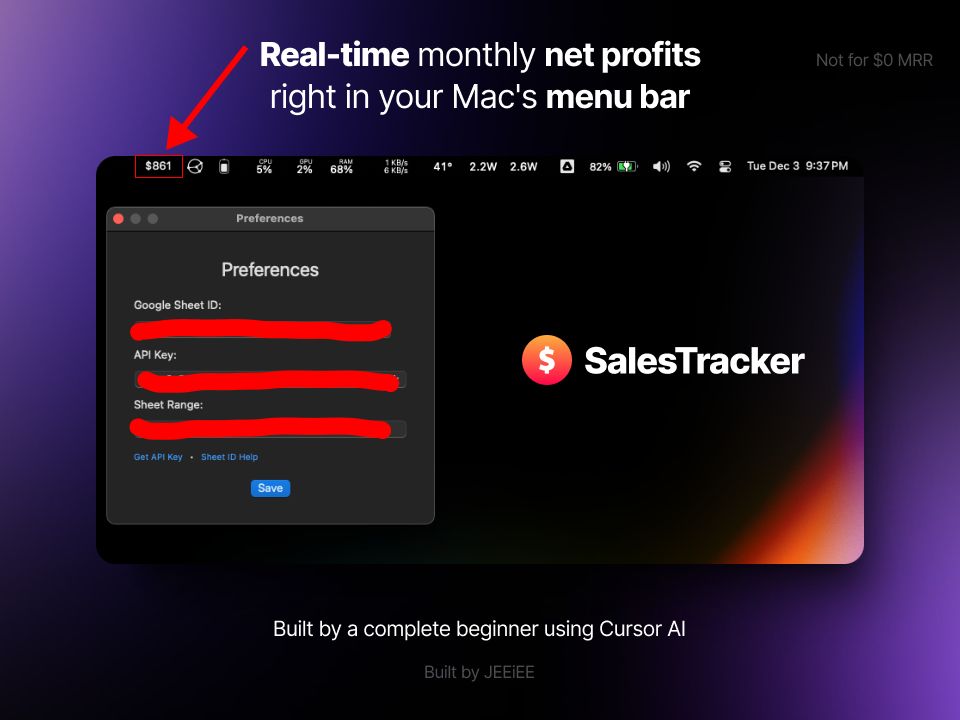 Real-time monthly net profits
right in your Mac's menu bar
Not for $0 MRR
$861 CPU 5% GPU 2% RAM 68% 1 KB/s 6 KB/s 41° 2.2W 2.6W 82% Tue Dec 3 9:37 PM
Preferences
Preferences
Google Sheet ID:
API Key:
Sheet Range:
Get API Key • Sheet ID Help
Save
$ SalesTracker
Built by a complete beginner using Cursor AI
Built by JEEiEE